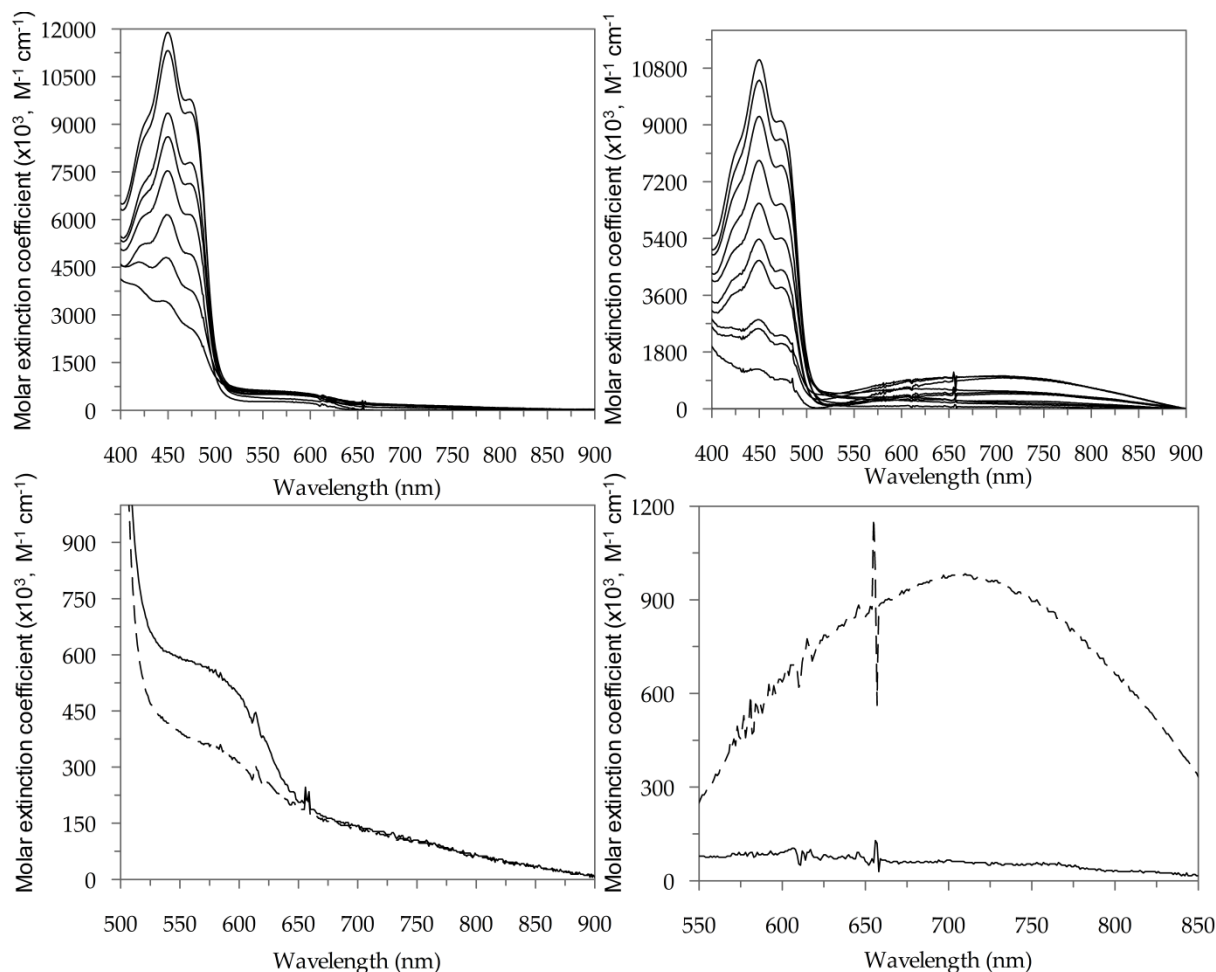 Molar extinction coefficient (x10³, M⁻¹ cm⁻¹)
12000
10500
9000
7500
6000
4500
3000
1500
0
400 450 500 550 600 650 700 750 800 850 900
Wavelength (nm)
Molar extinction coefficient (x10³, M⁻¹ cm⁻¹)
10800
9000
7200
5400
3600
1800
0
400 450 500 550 600 650 700 750 800 850 900
Wavelength (nm)
Molar extinction coefficient (x10³, M⁻¹ cm⁻¹)
900
750
600
450
300
150
0
500 550 600 650 700 750 800 850 900
Wavelength (nm)
Molar extinction coefficient (x10³, M⁻¹ cm⁻¹)
1200
900
600
300
0
550 600 650 700 750 800 850
Wavelength (nm)